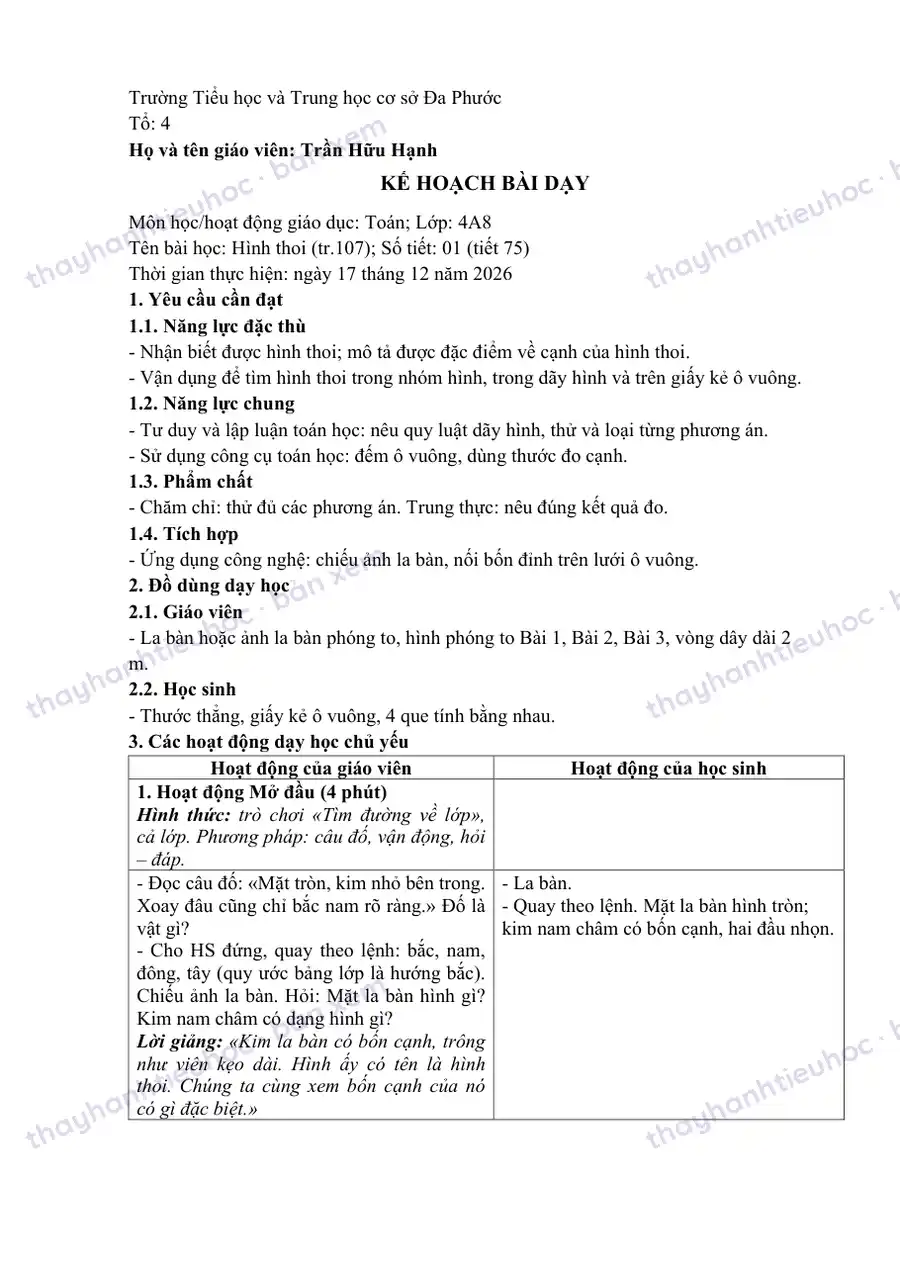 Trường Tiểu học và Trung học cơ sở Đa Phước
Tổ: 4
Họ và tên giáo viên: Trần Hữu Hạnh
KẾ HOẠCH BÀI DẠY
Môn học/hoạt động giáo dục: Toán; Lớp: 4A8
Tên bài học: Hình thoi (tr.107); Số tiết: 01 (tiết 75)
Thời gian thực hiện: ngày 17 tháng 12 năm 2026
1. Yêu cầu cần đạt
1.1. Năng lực đặc thù
- Nhận biết được hình thoi; mô tả được đặc điểm về cạnh của hình thoi.
- Vận dụng để tìm hình thoi trong nhóm hình, trong dãy hình và trên giấy kẻ ô vuông.
1.2. Năng lực chung
- Tư duy và lập luận toán học: nêu quy luật dãy hình, thử và loại từng phương án.
- Sử dụng công cụ toán học: đếm ô vuông, dùng thước đo cạnh.
1.3. Phẩm chất
- Chăm chỉ: thử đủ các phương án. Trung thực: nêu đúng kết quả đo.
1.4. Tích hợp
- Ứng dụng công nghệ: chiếu ảnh la bàn, nối bốn đỉnh trên lưới ô vuông.
2. Đồ dùng dạy học
2.1. Giáo viên
- La bàn hoặc ảnh la bàn phóng to, hình phóng to Bài 1, Bài 2, Bài 3, vòng dây dài 2
m.
2.2. Học sinh
- Thước thẳng, giấy kẻ ô vuông, 4 que tính bằng nhau.
3. Các hoạt động dạy học chủ yếu
Hoạt động của giáo viên
Hoạt động của học sinh
1. Hoạt động Mở đầu (4 phút)
Hình thức: trò chơi «Tìm đường về lớp»,
cả lớp. Phương pháp: câu đố, vận động, hỏi
– đáp.
- Đọc câu đố: «Mặt tròn, kim nhỏ bên trong.
Xoay đâu cũng chỉ bắc nam rõ ràng.» Đố là
vật gì?
- Cho HS đứng, quay theo lệnh: bắc, nam,
đông, tây (quy ước bảng lớp là hướng bắc).
Chiếu ảnh la bàn. Hỏi: Mặt la bàn hình gì?
Kim nam châm có dạng hình gì?
Lời giảng: «Kim la bàn có bốn cạnh, trông
như viên kẹo dài. Hình ấy có tên là hình
thoi. Chúng ta cùng xem bốn cạnh của nó
có gì đặc biệt.»
- La bàn.
- Quay theo lệnh. Mặt la bàn hình tròn;
kim nam châm có bốn cạnh, hai đầu nhọn.
thayhanhtieuhoc · bản xem
thayhanhtieuhoc · b
thayhanhtieuhoc · bản xem
thayhanhtieuhoc · b
thayhanhtieuhoc · bản xem
thayhanhtieuhoc · b